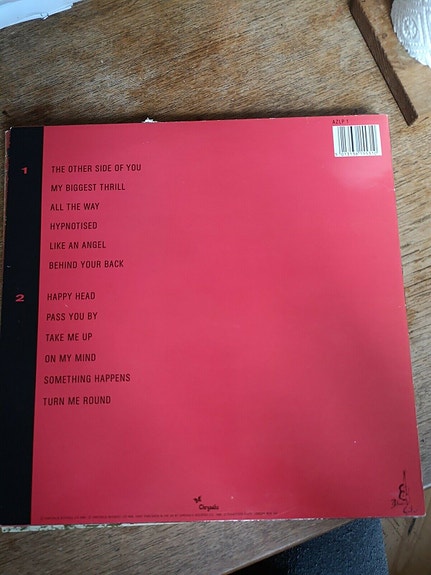 AZLP 1
1
THE OTHER SIDE OF YOU
MY BIGGEST THRILL
ALL THE WAY
HYPNOTISED
LIKE AN ANGEL
BEHIND YOUR BACK
2
HAPPY HEAD
PASS YOU BY
TAKE ME UP
ON MY MIND
SOMETHING HAPPENS
TURN ME ROUND
Chrysalis